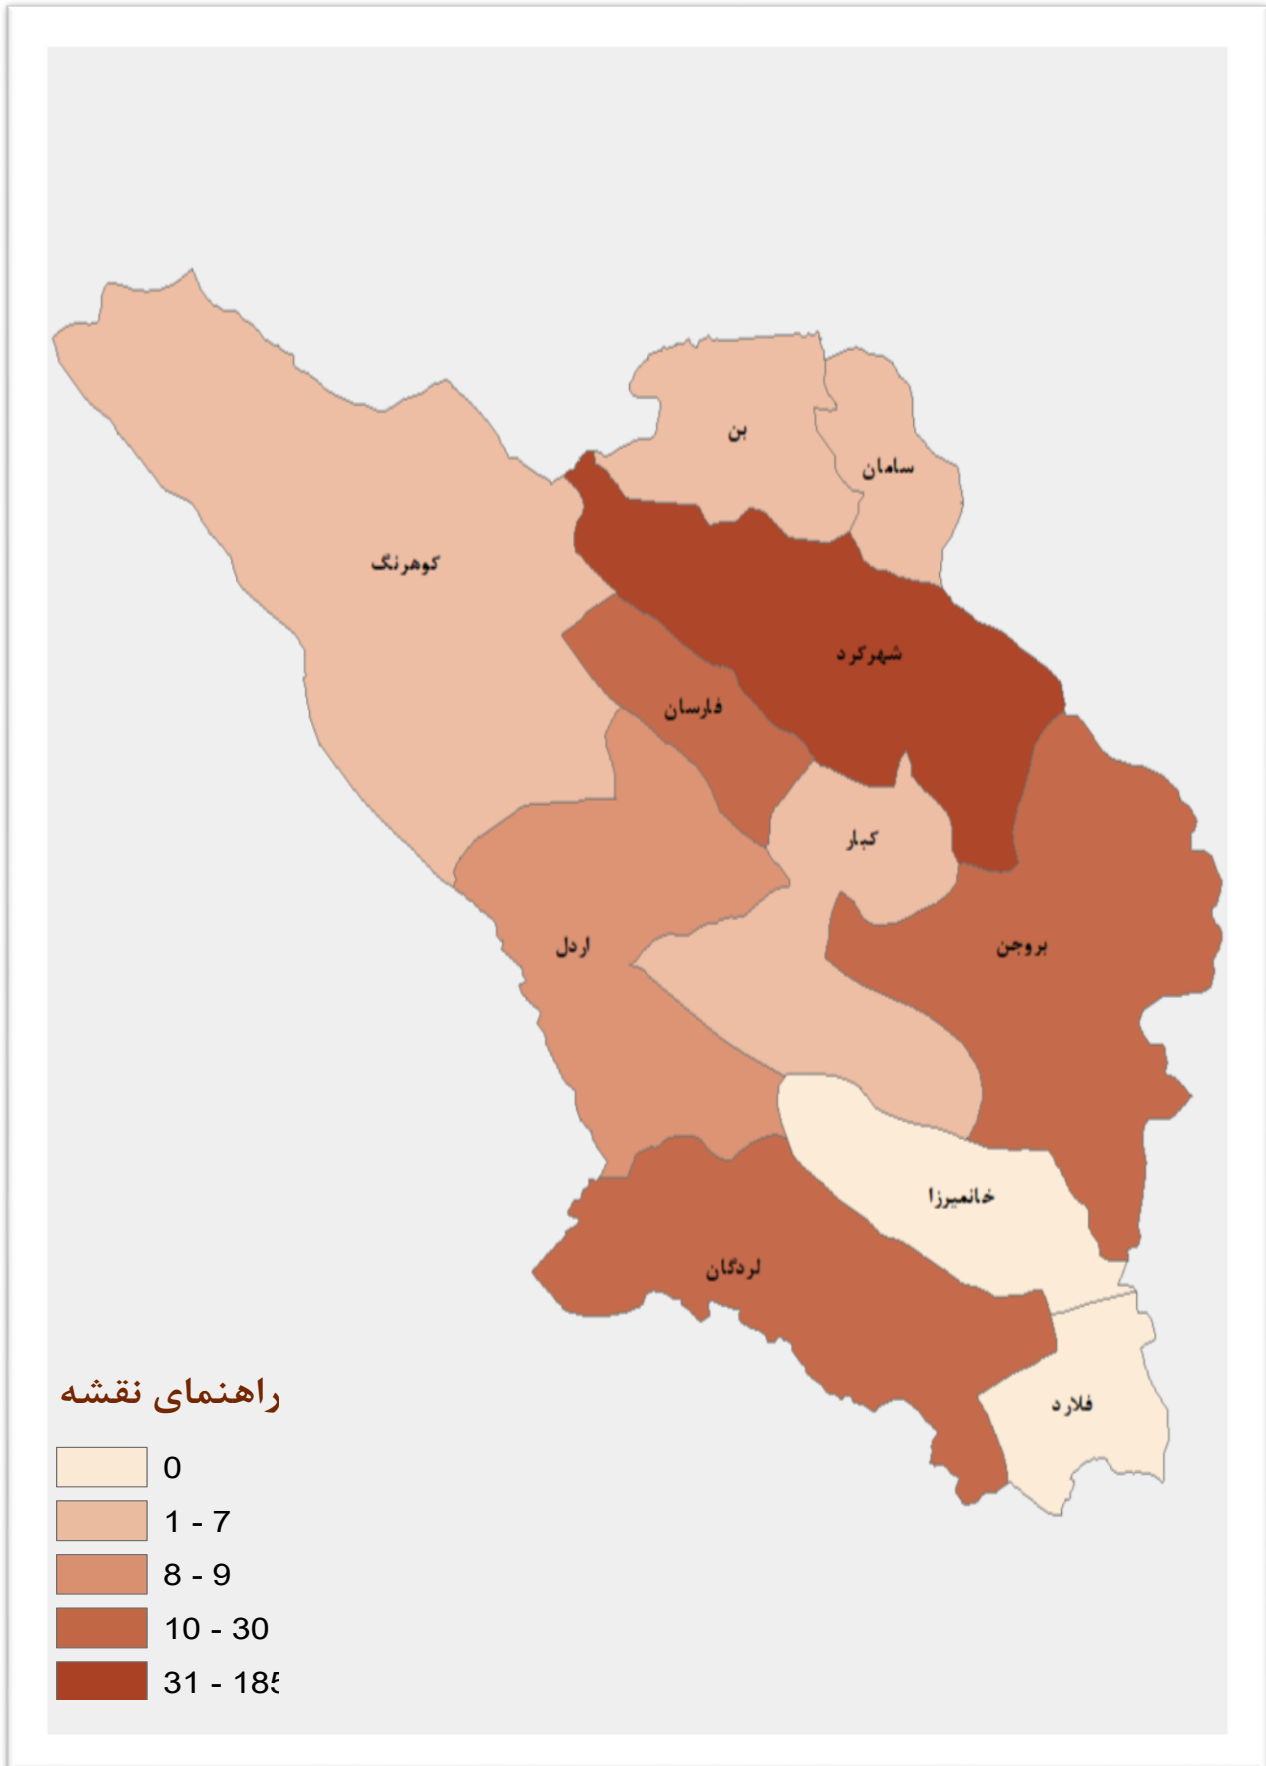 بن
سامان
کوهرنگ
شهرکرد
فارسان
کیار
اردل
بروجن
خانمیرزا
لردگان
فلارد
راهنمای نقشه
0
1 - 7
8 - 9
10 - 30
31 - 185